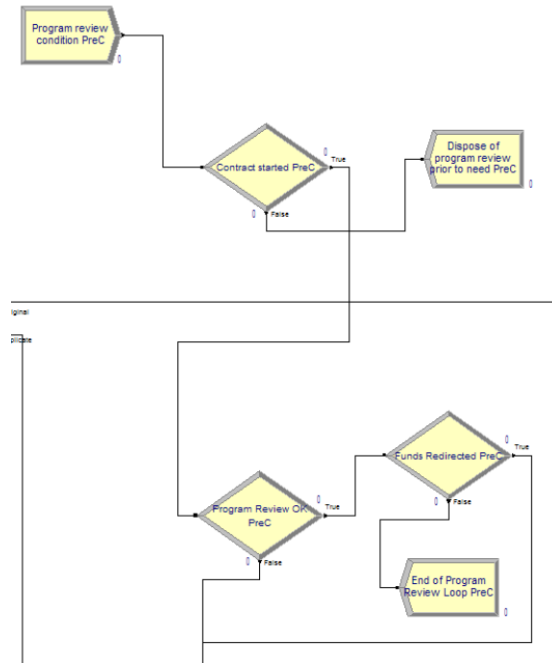 Program review
condition PreC
0
0
True
Contract started PreC
0
False
Dispose of
program review
prior to need PreC
0
iginal
plicate
0
True
Funds Redirected PreC
0
False
0
True
Program Review OK
PreC
0
False
End of Program
Review Loop PreC
0